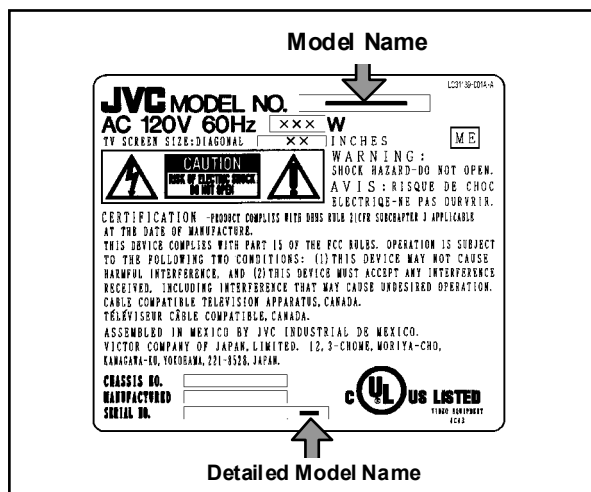 Model Name
LC31139-001A-A
JVC MODEL NO.
AC 120V 60Hz ××× W
TV SCREEN SIZE:DIAGONAL ×× INCHES
ME
CAUTION
RISK OF ELECTRIC SHOCK
DO NOT OPEN
WARNING:
SHOCK HAZARD-DO NOT OPEN.
AVIS:RISQUE DE CHOC
ELECTRIQE-NE PAS OURVRIR.
CERTIFICATION -PRODUCT COMPLIES WITH DHHS RULE 21CFR SUBCHAPTER J APPLICABLE
AT THE DATE OF MANUFACTURE.
THIS DEVICE COMPLIES WITH PART 15 OF THE FCC RULES. OPERATION IS SUBJECT
TO THE FOLLOWING TWO CONDITIONS: (1)THIS DEVICE MAY NOT CAUSE
HARMFUL INTERFERENCE, AND (2)THIS DEVICE MUST ACCEPT ANY INTERFERENCE
RECEIVED, INCLUDING INTERFERENCE THAT MAY CAUSE UNDESIRED OPERATION.
CABLE COMPATIBLE TELEVISION APPARATUS, CANADA.
TÉLÉVISEUR CÂBLE COMPATIBLE, CANADA.
ASSEMBLED IN MEXICO BY JVC INDUSTRIAL DE MEXICO.
VICTOR COMPANY OF JAPAN, LIMITED. 12, 3-CHOME, MORIYA-CHO,
KANAGAWA-KU, YOKOHAMA, 221-8528, JAPAN.
CHASSIS NO.
MANUFACTURED
SERIAL NO.
C UL US LISTED
VIDEO EQUIPMENT
Detailed Model Name